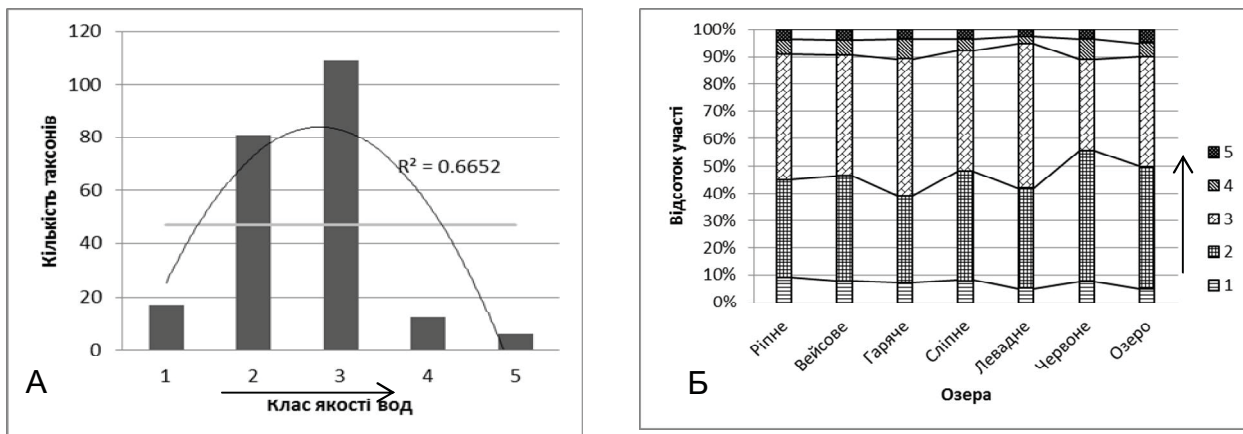 120
100
80
60
40
20
0
Кількість таксонів
R² = 0.6652
1 2 3 4 5
Клас якості вод
А
100%
90%
80%
70%
60%
50%
40%
30%
20%
10%
0%
Відсоток участі
Ріпне Вейсове Гаряче Сліпне Левадне Червоне Озеро
Озера
Б
5
4
3
2
1